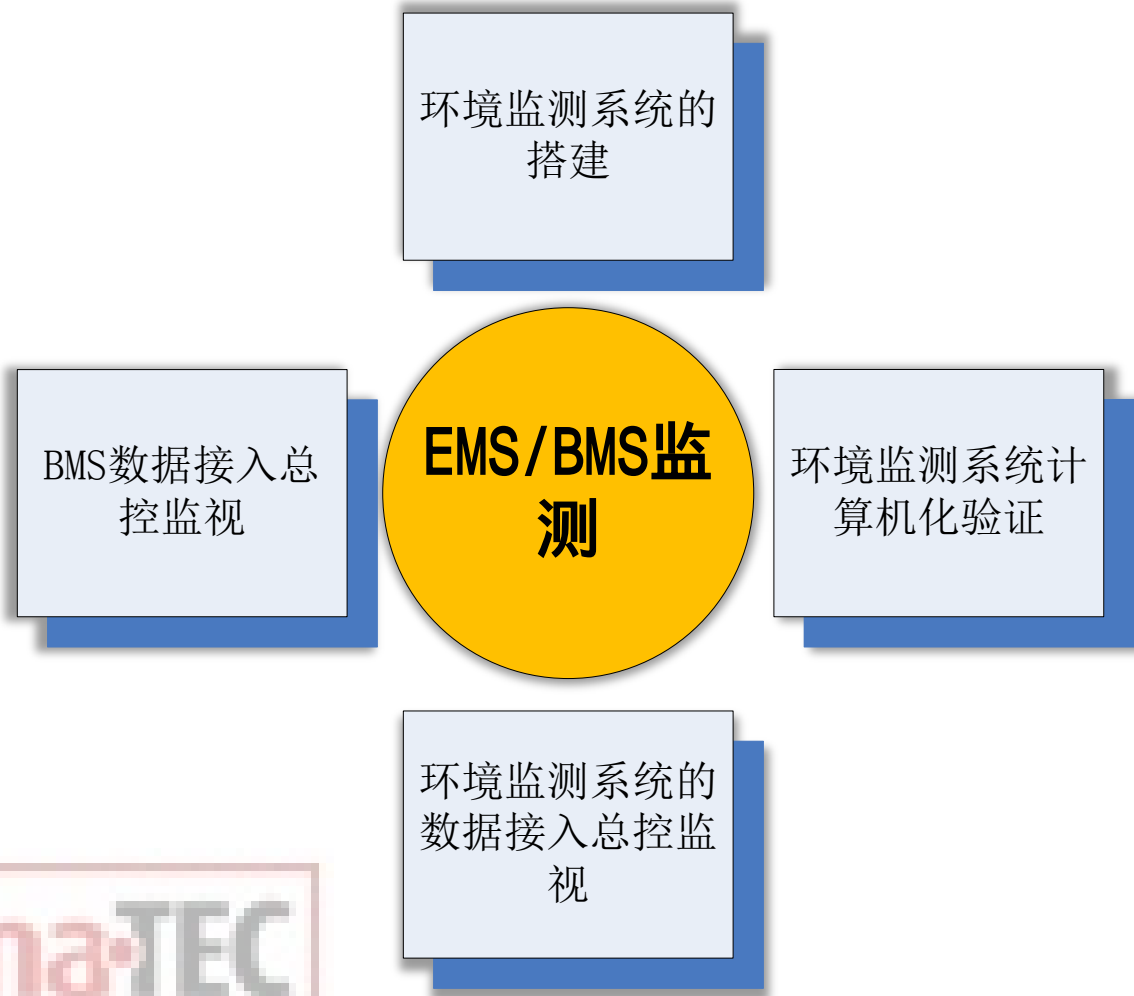 环境监测系统的
搭建
BMS数据接入总
控监视
EMS/BMS监
测
环境监测系统计
算机化验证
环境监测系统的
数据接入总控监
视
TEC